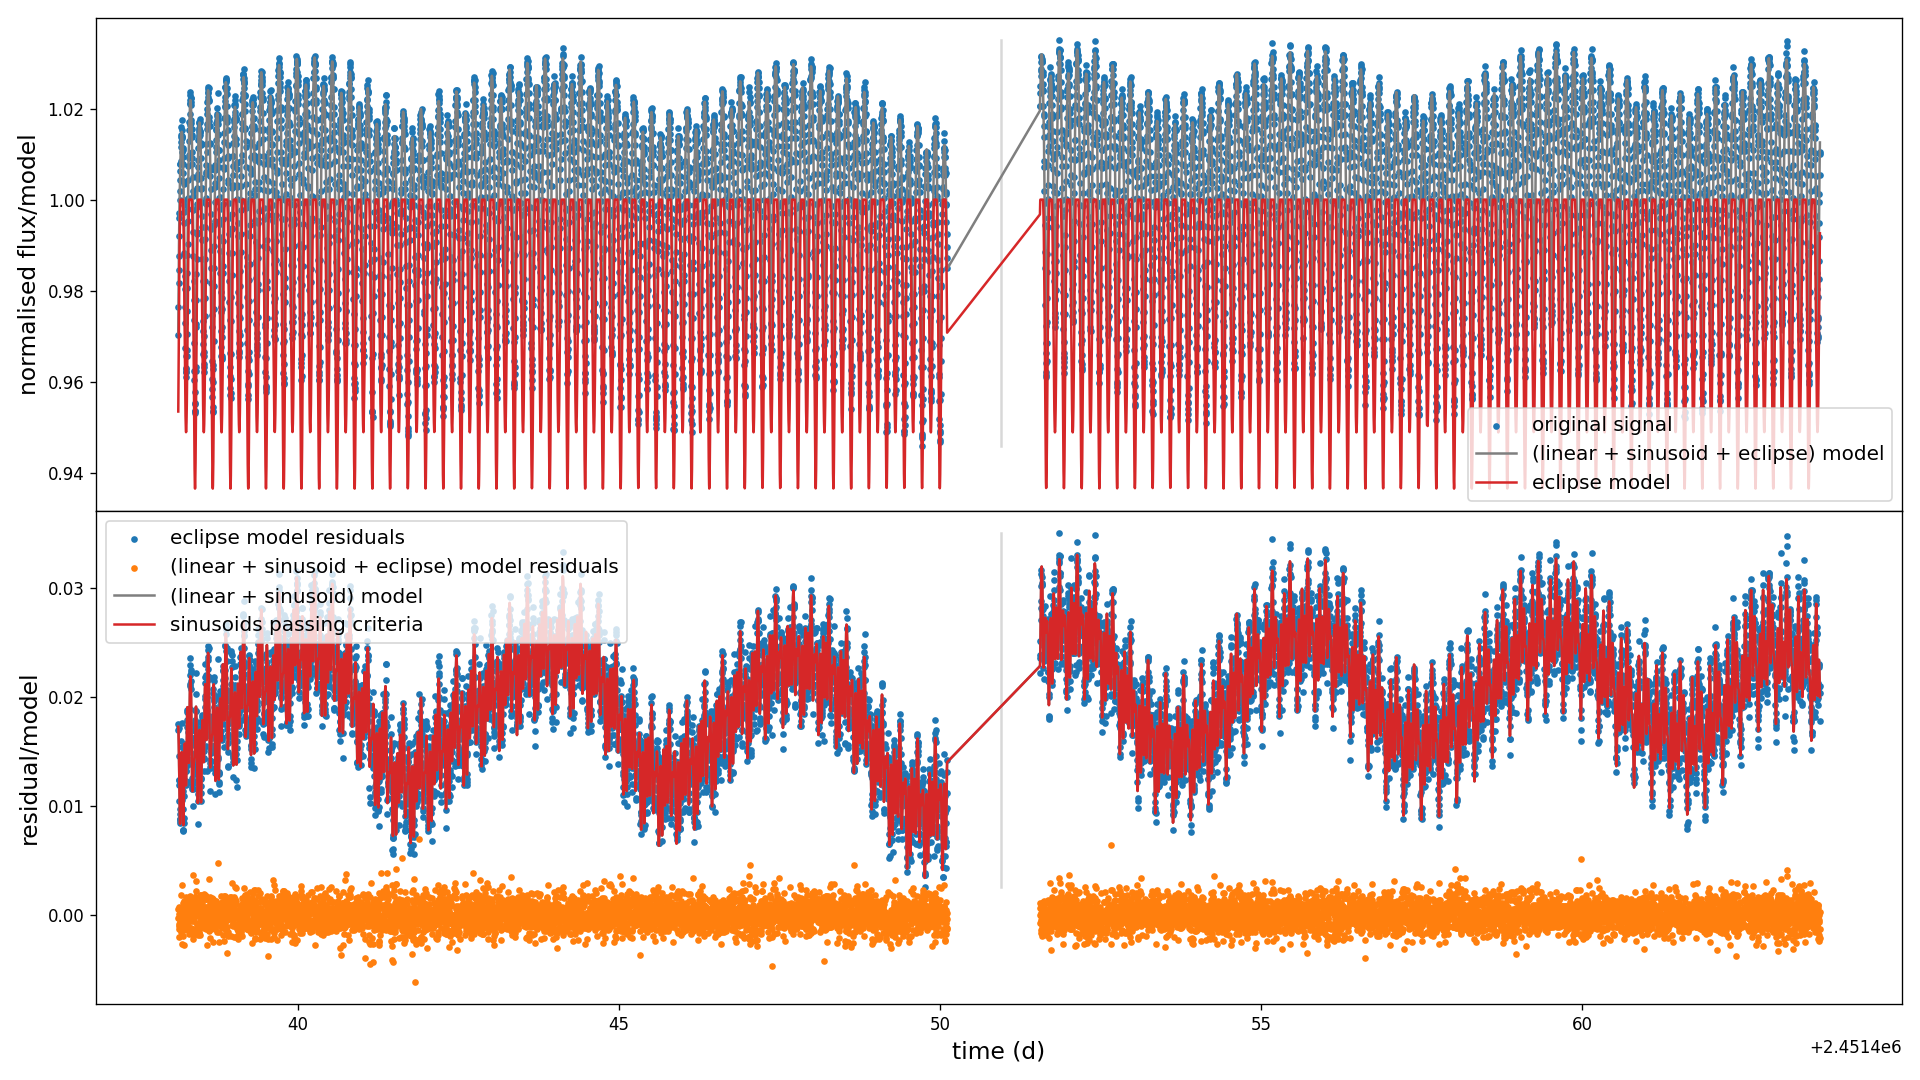 normalised flux/model
1.02
1.00
0.98
0.96
0.94
original signal
(linear + sinusoid + eclipse) model
eclipse model
residual/model
0.03
0.02
0.01
0.00
eclipse model residuals
(linear + sinusoid + eclipse) model residuals
(linear + sinusoid) model
sinusoids passing criteria
40
45
50
55
60
time (d)
+2.4514e6